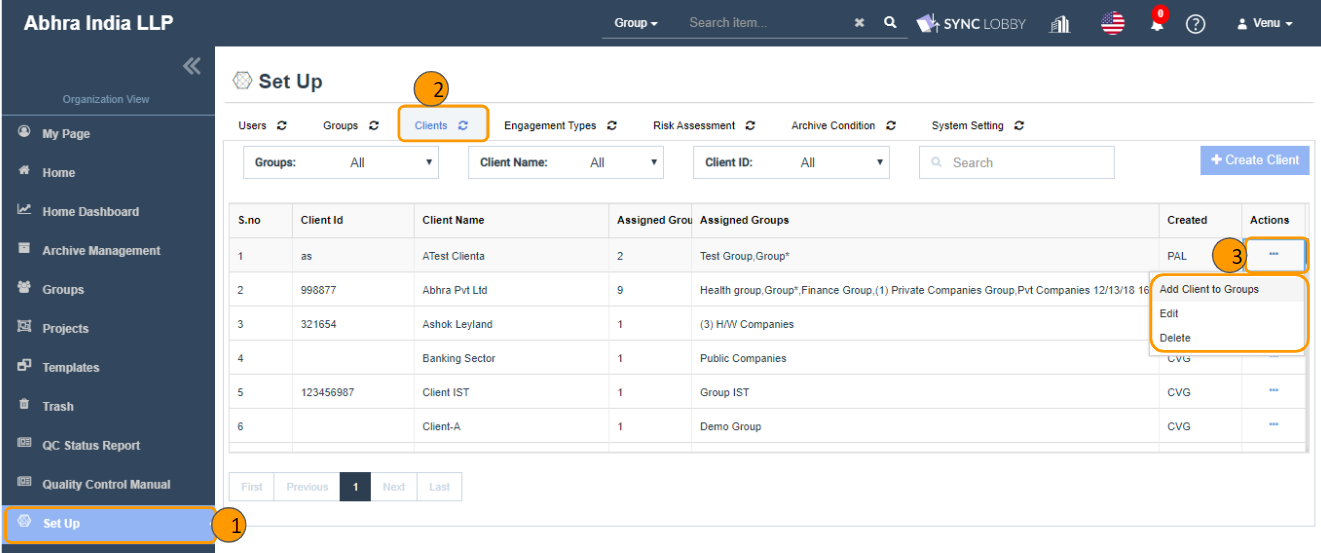 Abhra India LLP
Group
Search item...
SYNC LOBBY
0
Venu
Organization View
My Page
Home
Home Dashboard
Archive Management
Groups
Projects
Templates
Trash
QC Status Report
Quality Control Manual
Set Up
1
Set Up
2
Users Groups Clients Engagement Types Risk Assessment Archive Condition System Setting
Groups: All Client Name: All Client ID: All Search + Create Client
S.no Client Id Client Name Assigned Grou Assigned Groups Created Actions
1 as ATest Clienta 2 Test Group,Group* PAL 3 ...
2 998877 Abhra Pvt Ltd 9 Health group,Group*,Finance Group,(1) Private Companies Group,Pvt Companies 12/13/18 16
3 321654 Ashok Leyland 1 (3) H/W Companies
4 Banking Sector 1 Public Companies CVG ...
5 123456987 Client IST 1 Group IST CVG ...
6 Client-A 1 Demo Group CVG ...
Add Client to Groups
Edit
Delete
First Previous 1 Next Last